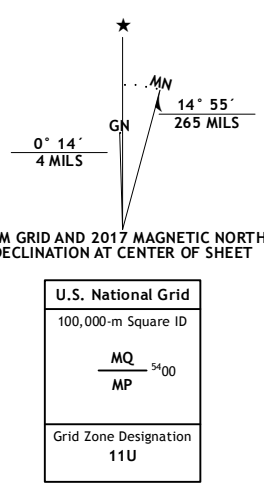 MN
GN
14° 55´
265 MILS
0° 14´
4 MILS
M GRID AND 2017 MAGNETIC NORTH
DECLINATION AT CENTER OF SHEET
U.S. National Grid
100,000-m Square ID
MQ
5400
MP
Grid Zone Designation
11U